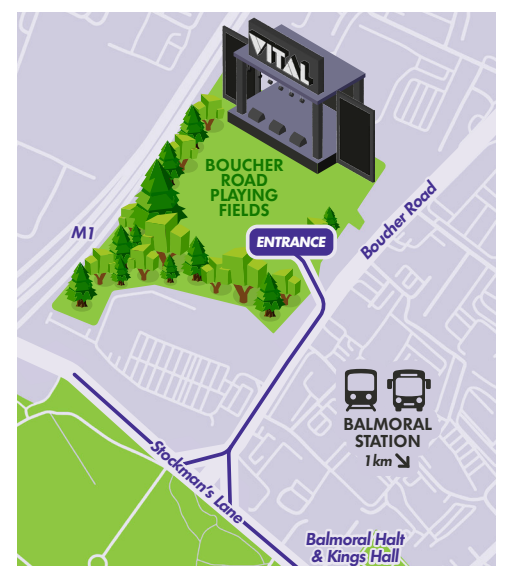 VITAL
BOUCHER
ROAD
PLAYING
FIELDS
M1
ENTRANCE
Boucher Road
BALMORAL
STATION
1km
Stockman's Lane
Balmoral Halt
& Kings Hall